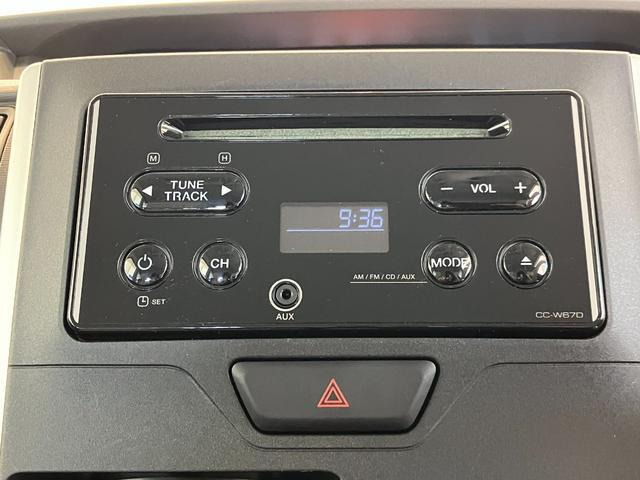 M H
TUNE
TRACK
− VOL +
9:36
CH
MODE
SET
AM / FM / CD / AUX
AUX
CC-W67D